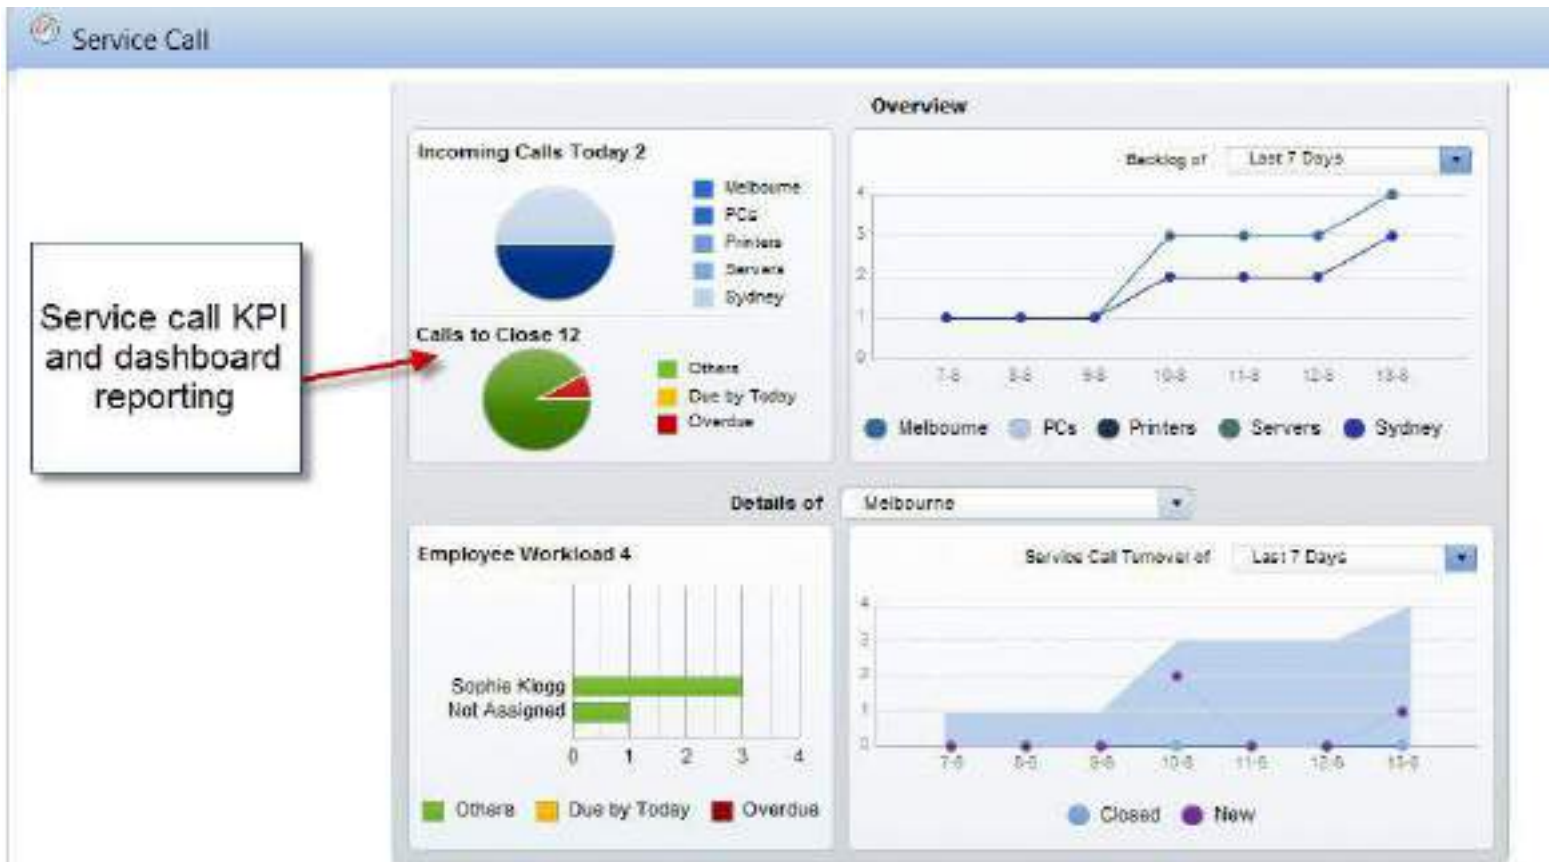 Service Call
Service call KPI
and dashboard
reporting
Overview
Incoming Calls Today 2
Melbourne
PCs
Printers
Servers
Sydney
Calls to Close 12
Others
Due by Today
Overdue
Backlog of Last 7 Days
4
3
2
1
0
7-8 8-8 9-8 10-8 11-8 12-8 13-8
Melbourne PCs Printers Servers Sydney
Details of Melbourne
Employee Workload 4
Sophie Klogg
Not Assigned
0 1 2 3 4
Others Due by Today Overdue
Service Call Turnover of Last 7 Days
4
3
2
1
0
7-8 8-8 9-8 10-8 11-8 12-8 13-8
Closed New